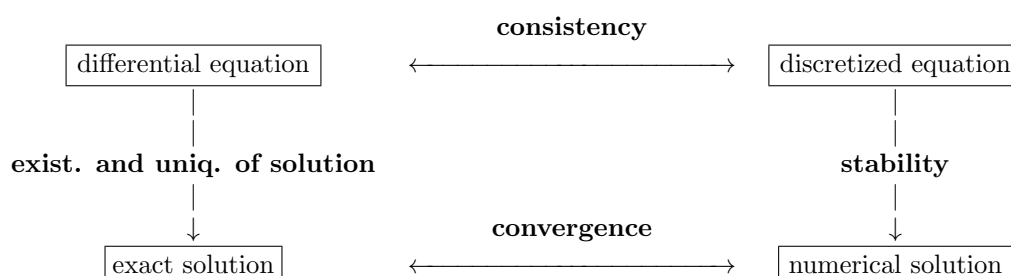 consistency
differential equation
discretized equation
exist. and uniq. of solution
stability
convergence
exact solution
numerical solution